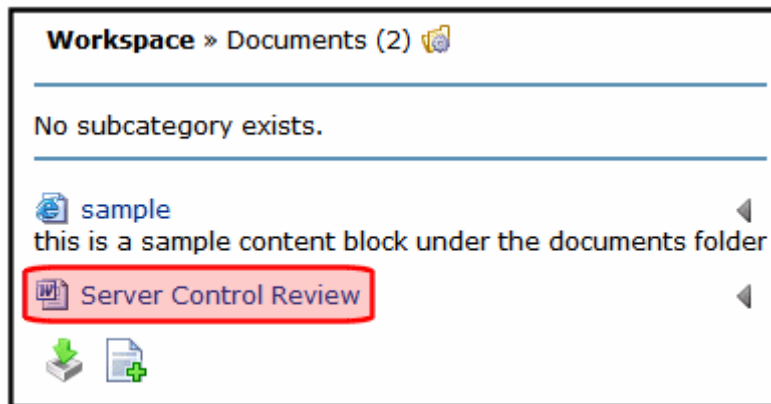 Workspace » Documents (2)
No subcategory exists.
sample
this is a sample content block under the documents folder
Server Control Review